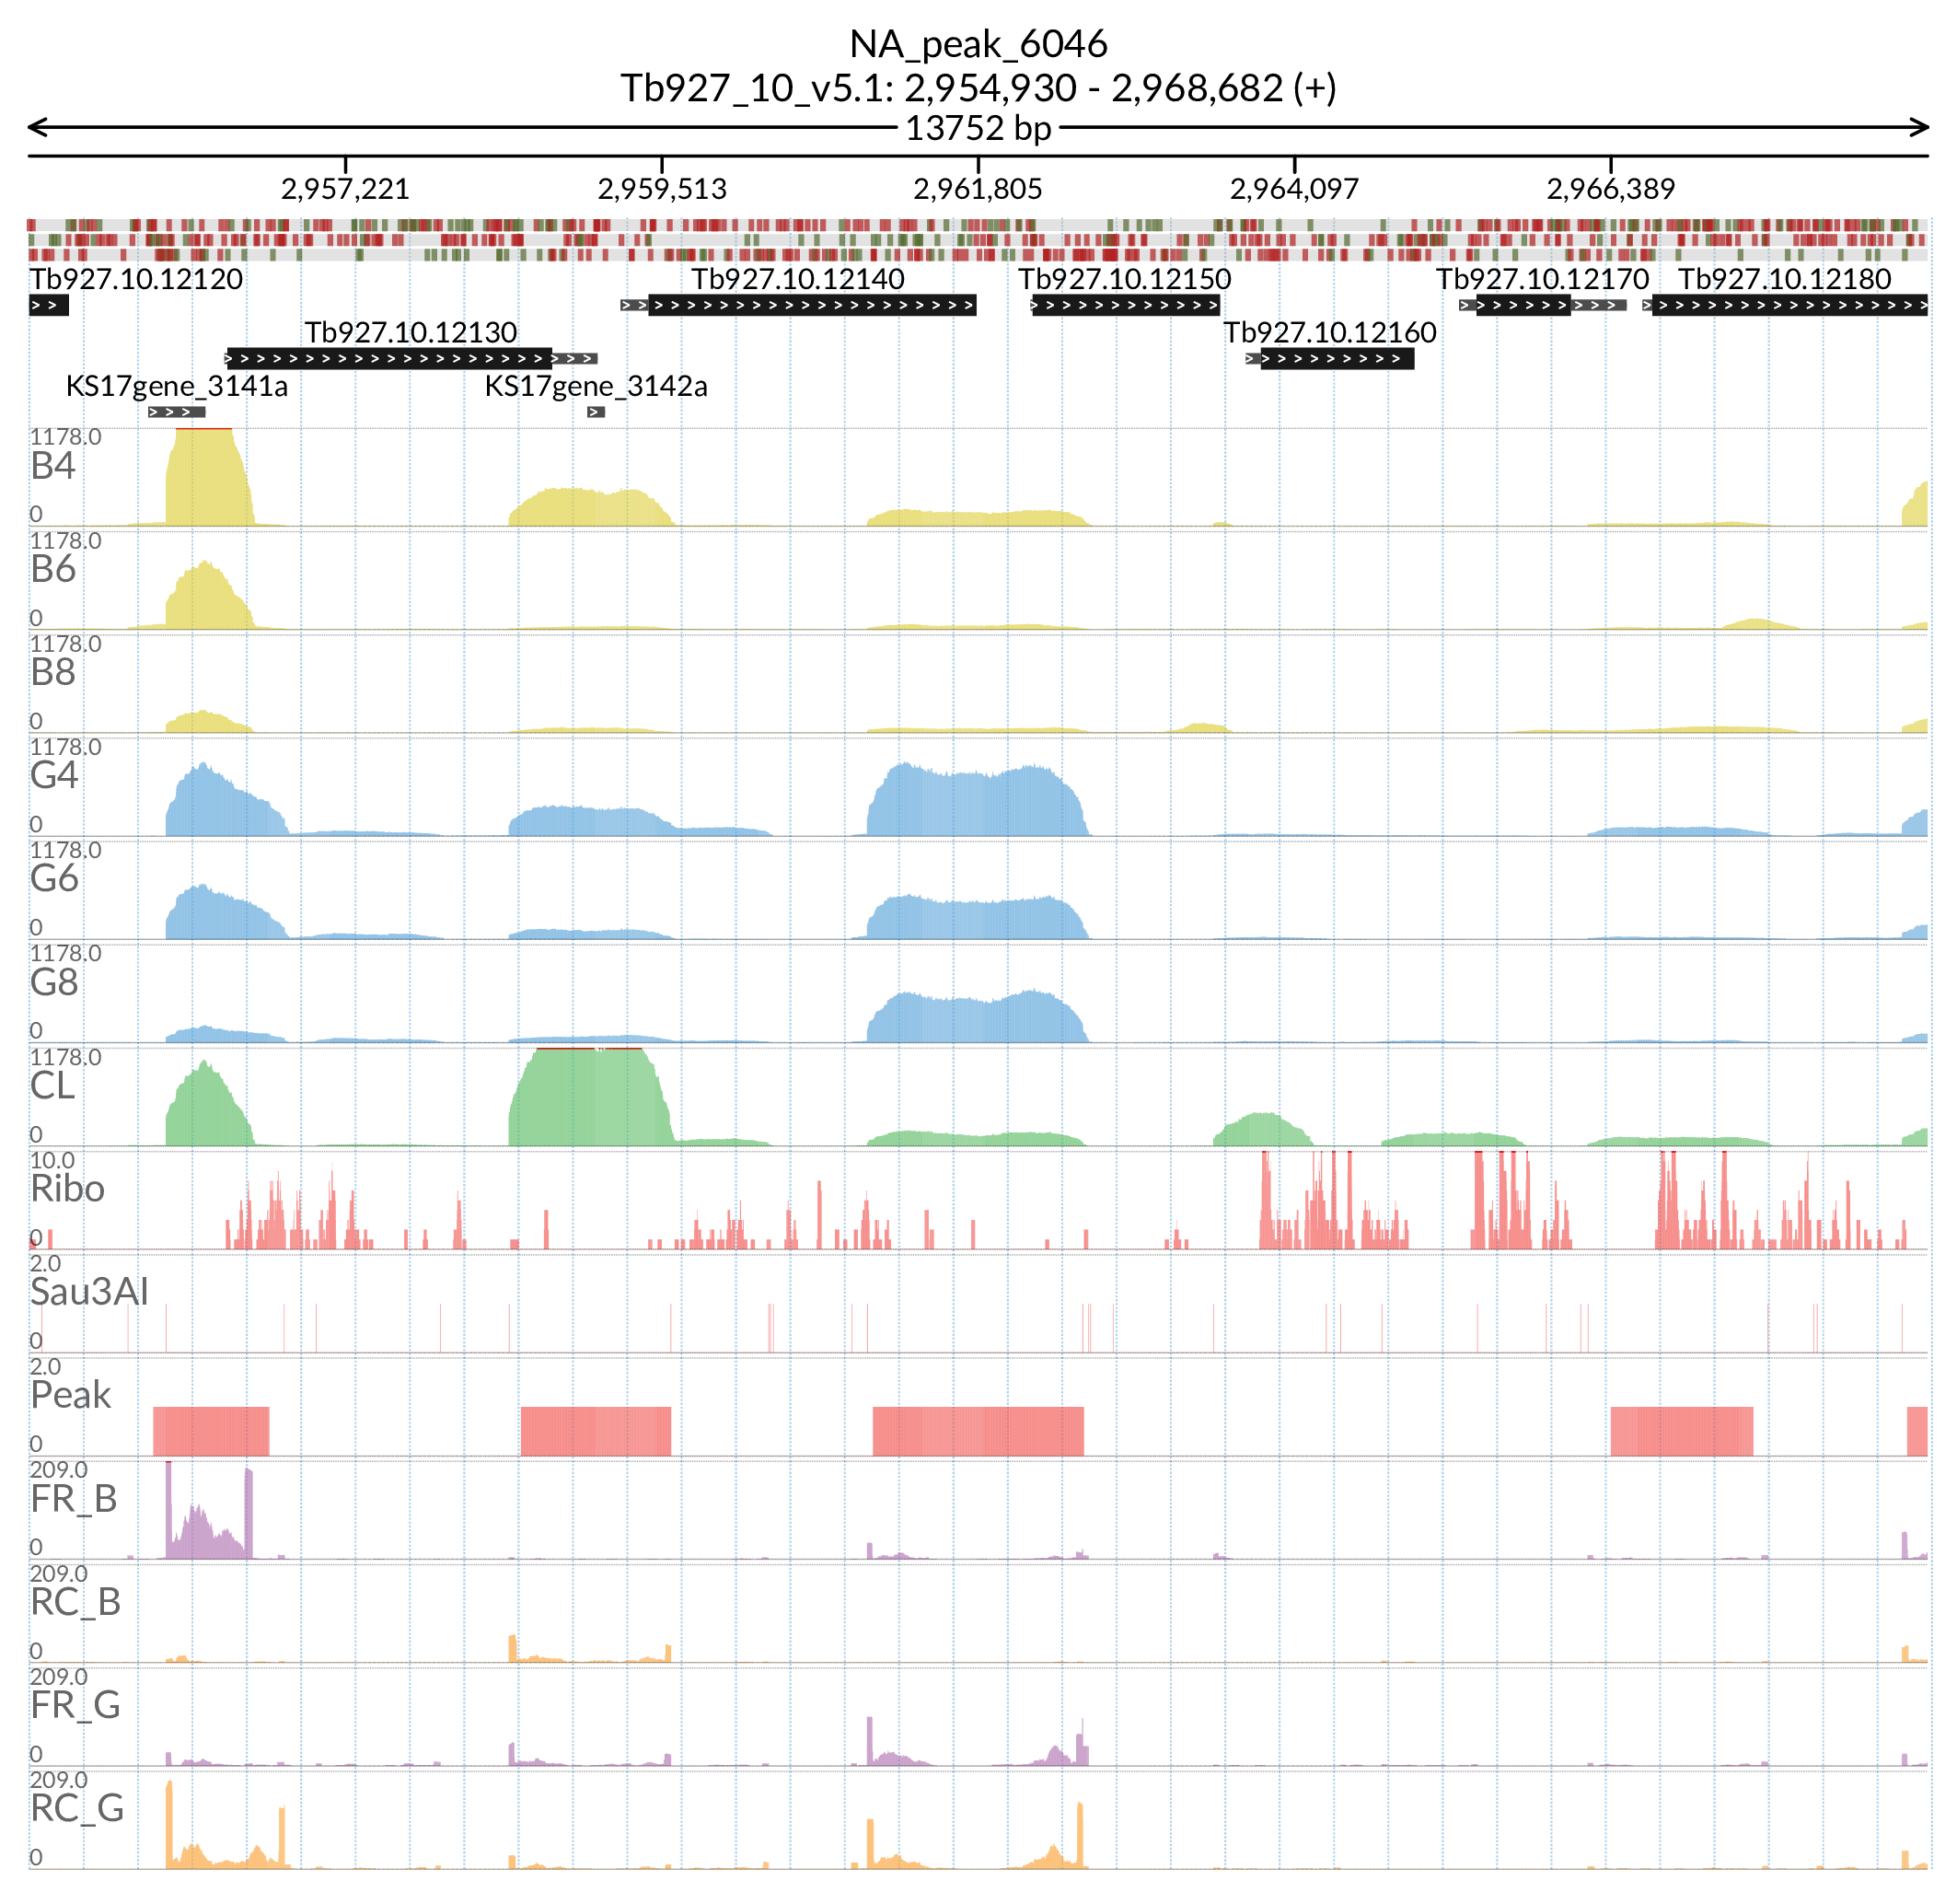 NA_peak_6046
Tb927_10_v5.1: 2,954,930 - 2,968,682 (+)
13752 bp
2,957,221 2,959,513 2,961,805 2,964,097 2,966,389
Tb927.10.12120 Tb927.10.12140 Tb927.10.12150 Tb927.10.12170 Tb927.10.12180
Tb927.10.12130 Tb927.10.12160
KS17gene_3141a KS17gene_3142a
1178.0
B4
0
1178.0
B6
0
1178.0
B8
0
1178.0
G4
0
1178.0
G6
0
1178.0
G8
0
1178.0
CL
0
10.0
Ribo
0
2.0
Sau3AI
0
2.0
Peak
0
209.0
FR_B
0
209.0
RC_B
0
209.0
FR_G
0
209.0
RC_G
0